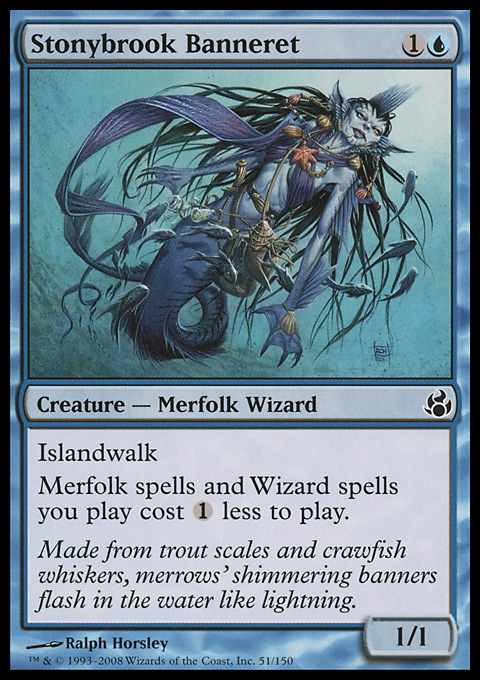 Stonybrook Banneret 1
Creature — Merfolk Wizard
Islandwalk
Merfolk spells and Wizard spells
you play cost 1 less to play.
Made from trout scales and crawfish
whiskers, merrows' shimmering banners
flash in the water like lightning.
1/1
Ralph Horsley
™ & © 1993–2008 Wizards of the Coast, Inc. 51/150